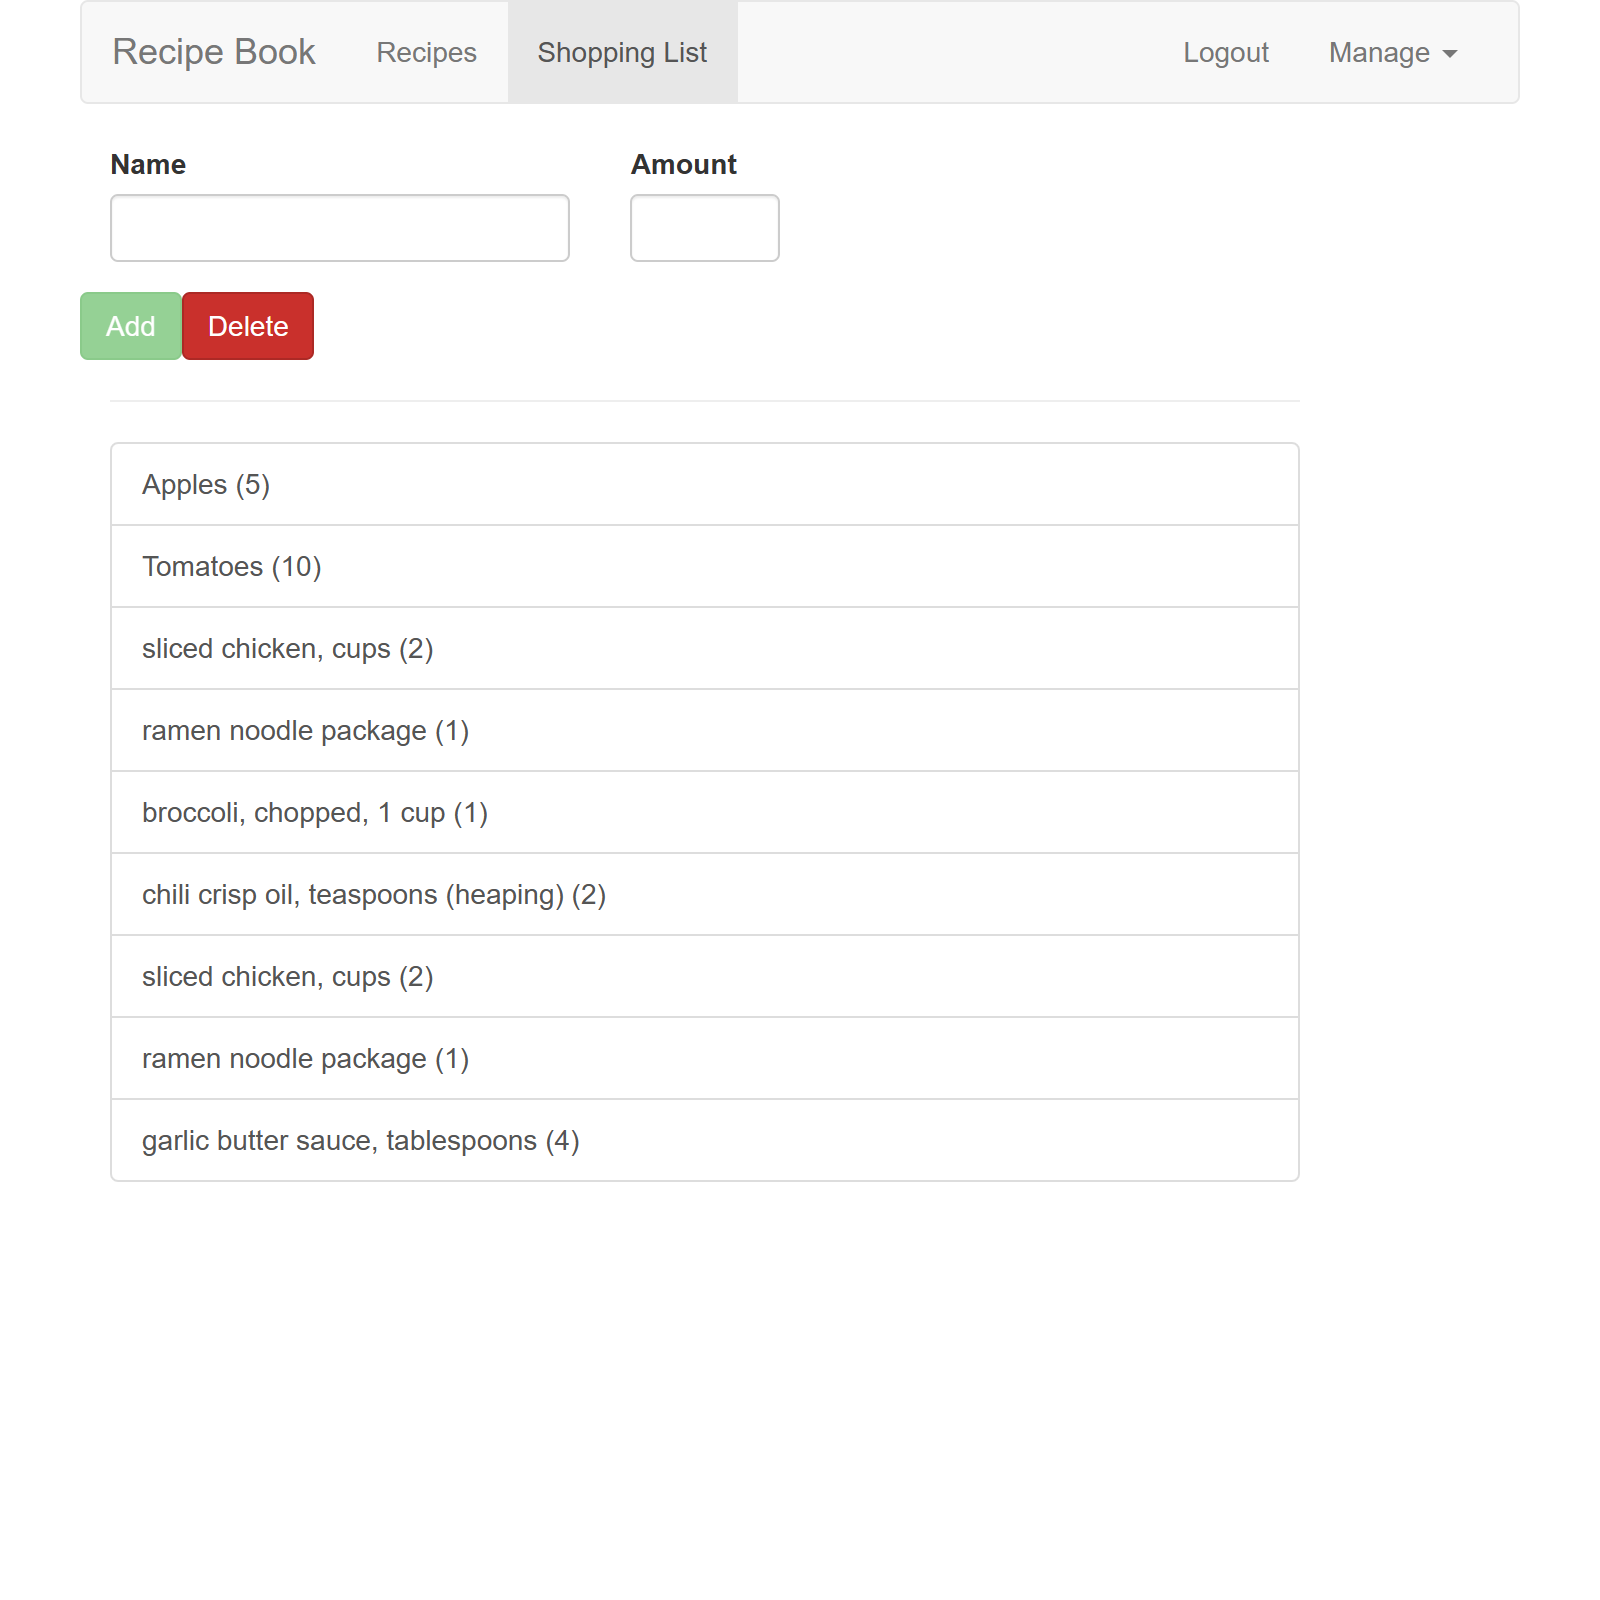 Recipe Book Recipes Shopping List Logout Manage
Name Amount
Add Delete
Apples (5)
Tomatoes (10)
sliced chicken, cups (2)
ramen noodle package (1)
broccoli, chopped, 1 cup (1)
chili crisp oil, teaspoons (heaping) (2)
sliced chicken, cups (2)
ramen noodle package (1)
garlic butter sauce, tablespoons (4)